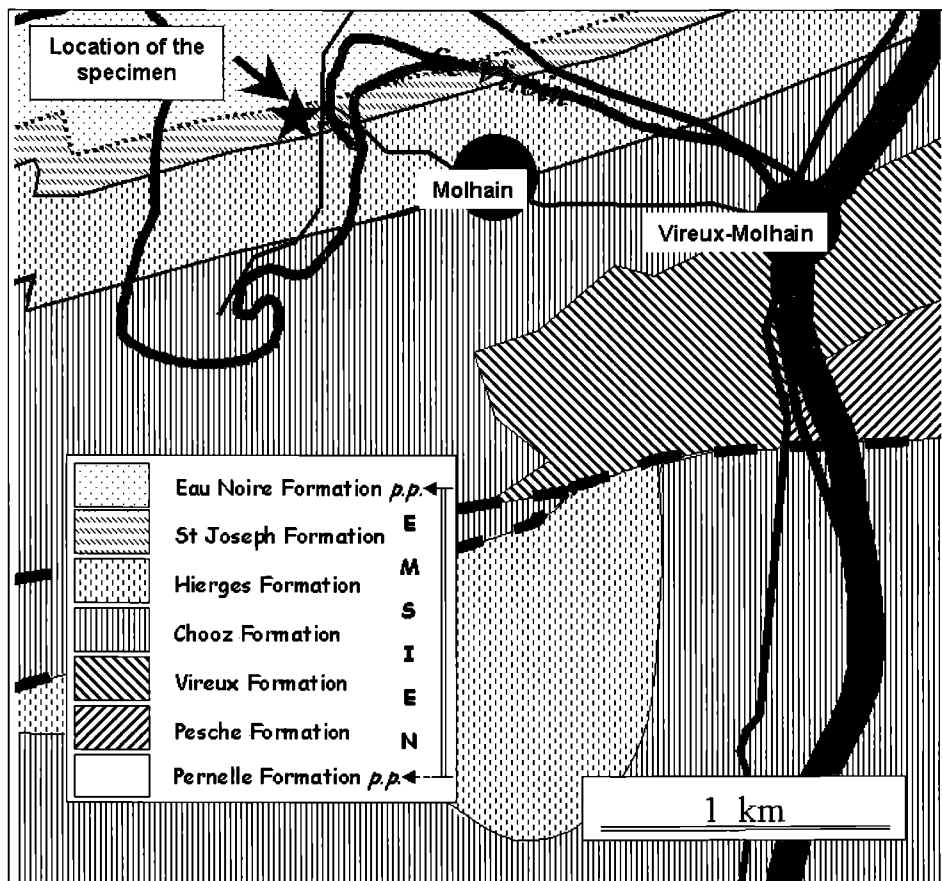 Location of the
specimen
Molhain
Vireux-Molhain
Eau Noire Formation p.p.
St Joseph Formation
Hierges Formation
Chooz Formation
Vireux Formation
Pesche Formation
Pernelle Formation p.p.
E
M
S
I
E
N
1 km